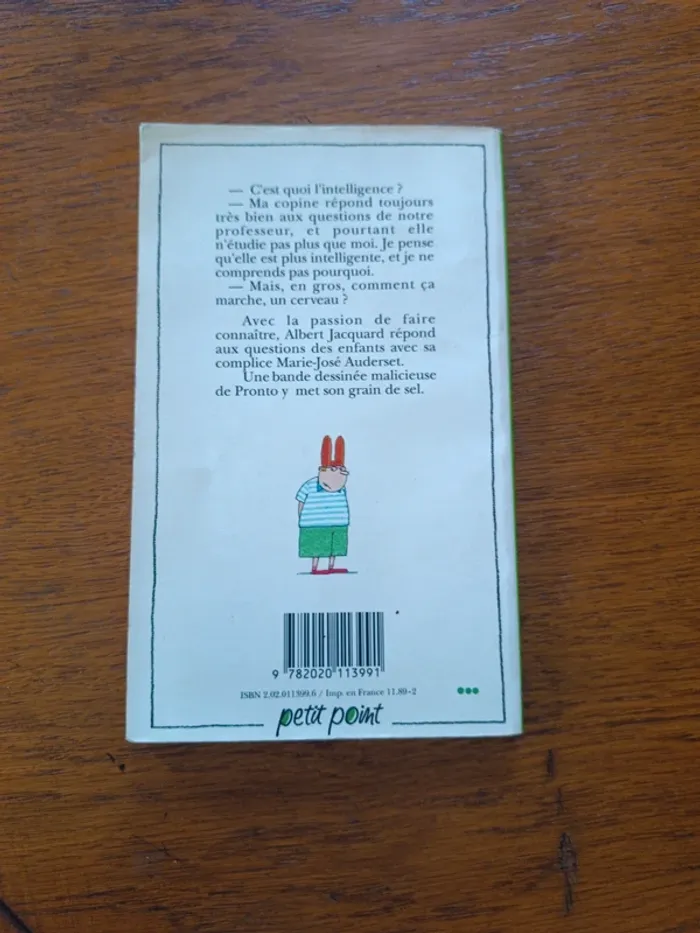 — C'est quoi l'intelligence ?
— Ma copine répond toujours
très bien aux questions de notre
professeur, et pourtant elle
n'étudie pas plus que moi. Je pense
qu'elle est plus intelligente, et je ne
comprends pas pourquoi.
— Mais, en gros, comment ça
marche, un cerveau ?
Avec la passion de faire
connaître, Albert Jacquard répond
aux questions des enfants avec sa
complice Marie-José Auderset.
Une bande dessinée malicieuse
de Pronto y met son grain de sel.
9 782020 113991
ISBN 2.02.011399.6 / Imp. en France 11.89-2
petit point